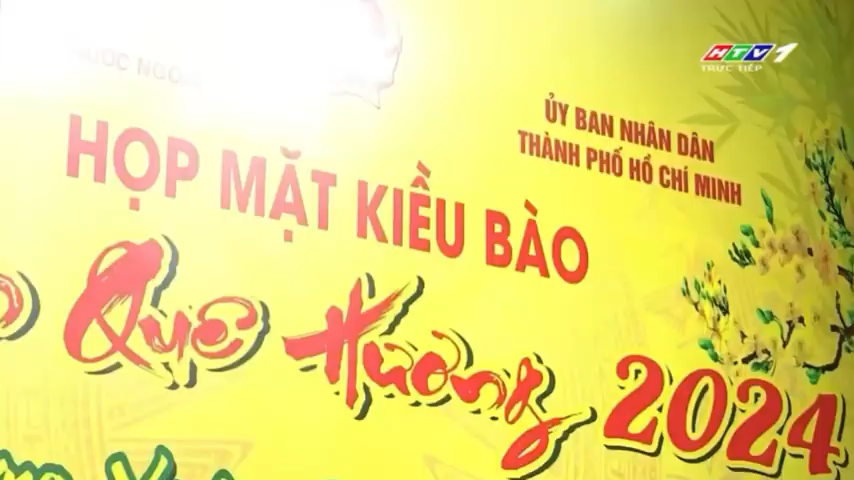 HTV1
TRỰC TIẾP
ỦY BAN NHÂN DÂN
THÀNH PHỐ HỒ CHÍ MINH
HỌP MẶT KIỀU BÀO
Quê Hương 2024